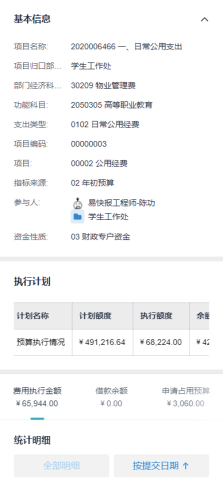 基本信息
项目名称: 2020006466 一、日常公用支出
项目归口部... 学生工作处
部门经济科... 30209 物业管理费
功能科目: 2050305 高等职业教育
支出类型: 0102 日常公用经费
项目编码: 00000003
项目: 00002 公用经费
指标来源: 02 年初预算
参与人: 易快报工程师-陈功
学生工作处
资金性质: 03 财政专户资金
执行计划
计划名称 计划额度 执行额度 余额
预算执行情况 ¥491,216.64 ¥68,224.00 ¥42
费用执行金额 借款余额 申请占用预算
¥65,944.00 ¥0.00 ¥3,060.00
统计明细
全部明细 按提交日期 ↑